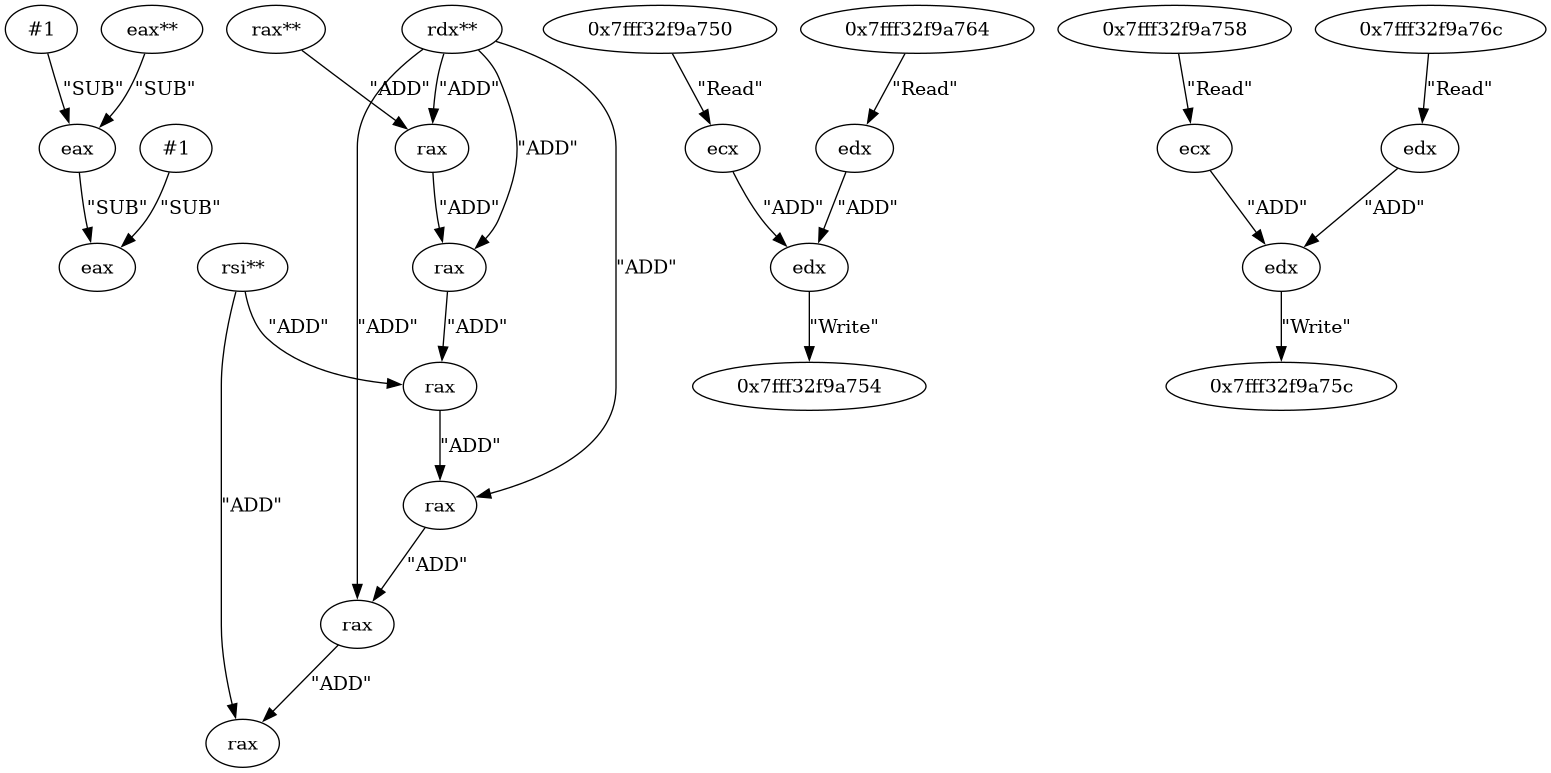 #1 eax** rax** rdx** 0x7fff32f9a750 0x7fff32f9a764 0x7fff32f9a758 0x7fff32f9a76c
"SUB" "SUB" "ADD" "ADD" "Read" "Read" "Read" "Read"
eax #1 rax "ADD" ecx edx ecx edx
"SUB" "SUB" "ADD" "ADD" "ADD" "ADD" "ADD"
eax rsi** rax "ADD" edx edx
"ADD" "ADD" "ADD" "Write" "Write"
rax 0x7fff32f9a754 0x7fff32f9a75c
"ADD"
"ADD" rax
"ADD"
rax
"ADD"
rax